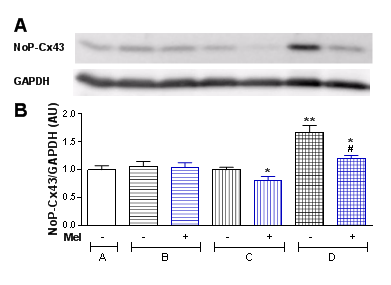 A
NoP-Cx43
GAPDH
B
NoP-Cx43/GAPDH (AU)
2.0
1.5
1.0
0.5
0.0
*
**
*
#
Mel - - + - + - +
A B C D